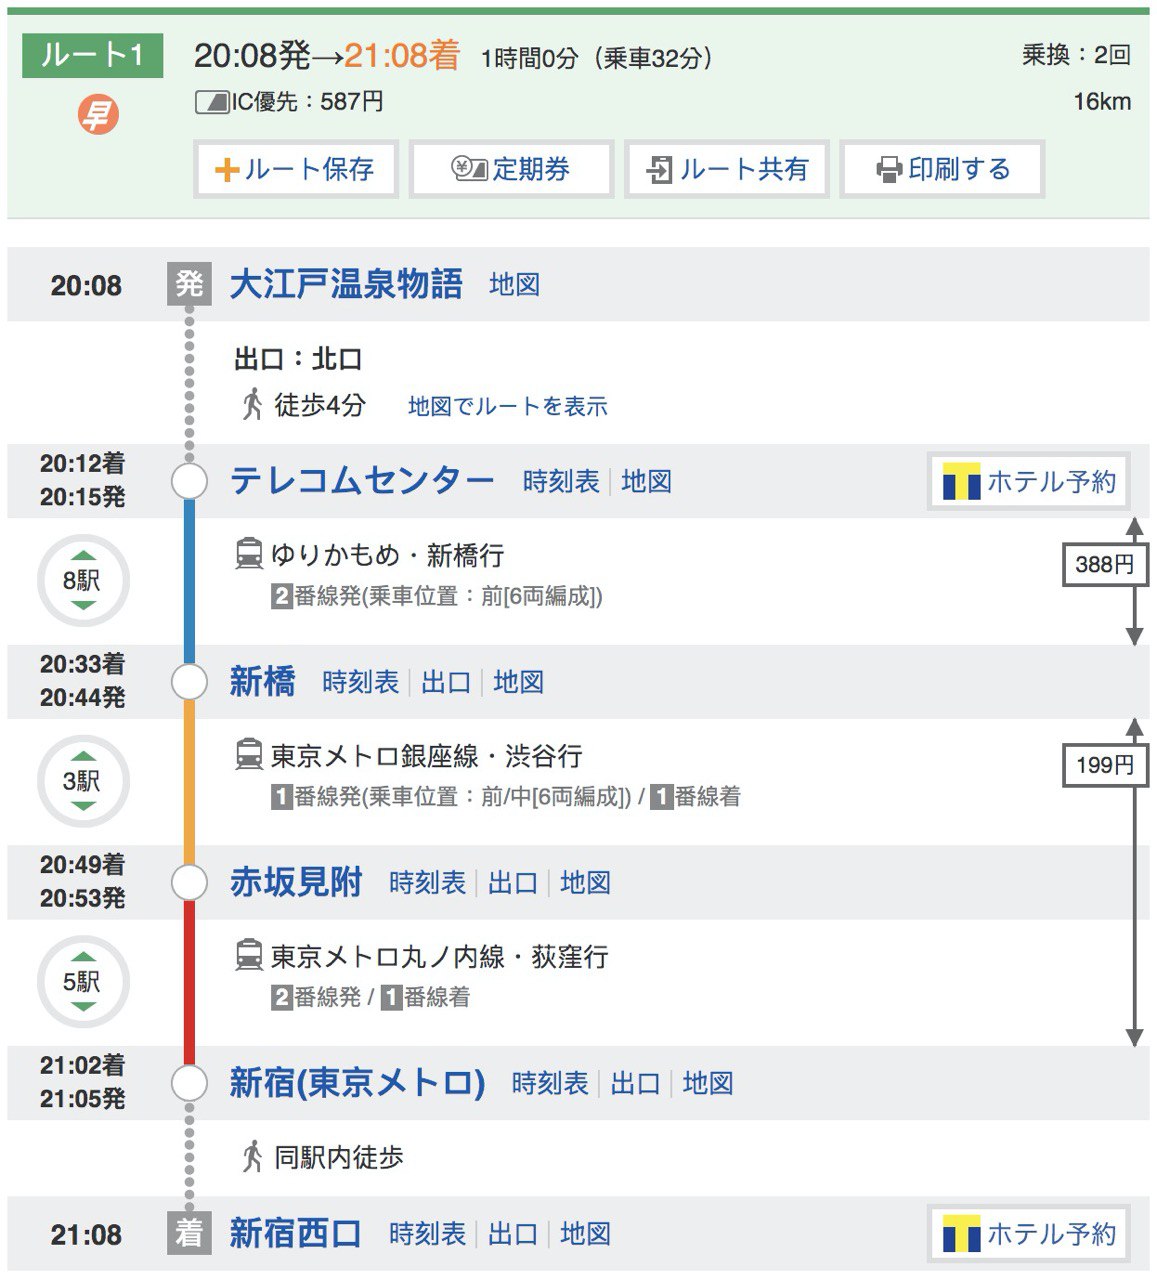 ルート1
20:08発→21:08着 1時間0分（乗車32分） 乗換：2回
早 IC優先：587円 16km
ルート保存 定期券 ルート共有 印刷する
20:08 発 大江戸温泉物語 地図
出口：北口
徒歩4分 地図でルートを表示
20:12着
20:15発
テレコムセンター 時刻表 地図 ホテル予約
8駅
ゆりかもめ・新橋行
2番線発(乗車位置：前[6両編成])
388円
20:33着
20:44発
新橋 時刻表 出口 地図
3駅
東京メトロ銀座線・渋谷行
1番線発(乗車位置：前/中[6両編成]) / 1番線着
199円
20:49着
20:53発
赤坂見附 時刻表 出口 地図
5駅
東京メトロ丸ノ内線・荻窪行
2番線発 / 1番線着
21:02着
21:05発
新宿(東京メトロ) 時刻表 出口 地図
同駅内徒歩
21:08 着 新宿西口 時刻表 出口 地図 ホテル予約